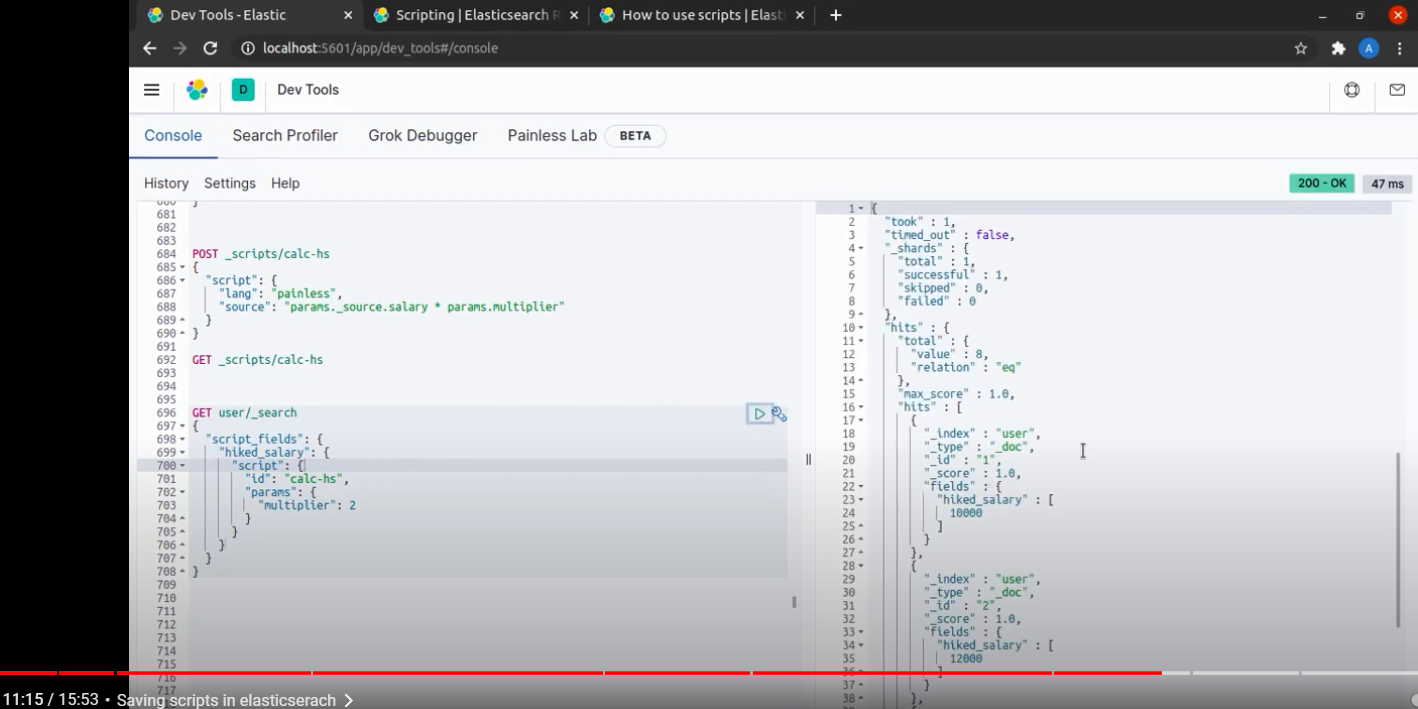 Dev Tools - Elastic
Scripting | Elasticsearch R
How to use scripts | Elasti
localhost:5601/app/dev_tools#/console
A
D
Dev Tools
Console Search Profiler Grok Debugger Painless Lab BETA
History Settings Help
200 - OK 47 ms
680 }
681
682
683
684 POST _scripts/calc-hs
685 {
686 "script": {
687 "lang": "painless",
688 "source": "params._source.salary * params.multiplier"
689 }
690 }
691
692 GET _scripts/calc-hs
693
694
695
696 GET user/_search
697 {
698 "script_fields": {
699 "hiked_salary": {
700 "script": {
701 "id": "calc-hs",
702 "params": {
703 "multiplier": 2
704 }
705 }
706 }
707 }
708 }
709
710
711
712
713
714
715
716
717
1 {
2 "took" : 1,
3 "timed_out" : false,
4 "_shards" : {
5 "total" : 1,
6 "successful" : 1,
7 "skipped" : 0,
8 "failed" : 0
9 },
10 "hits" : {
11 "total" : {
12 "value" : 8,
13 "relation" : "eq"
14 },
15 "max_score" : 1.0,
16 "hits" : [
17 {
18 "_index" : "user",
19 "_type" : "_doc",
20 "_id" : "1",
21 "_score" : 1.0,
22 "fields" : {
23 "hiked_salary" : [
24 10000
25 ]
26 }
27 },
28 {
29 "_index" : "user",
30 "_type" : "_doc",
31 "_id" : "2",
32 "_score" : 1.0,
33 "fields" : {
34 "hiked_salary" : [
35 12000
36 ]
37 }
38 },
11:15 / 15:53 • Saving scripts in elasticserach